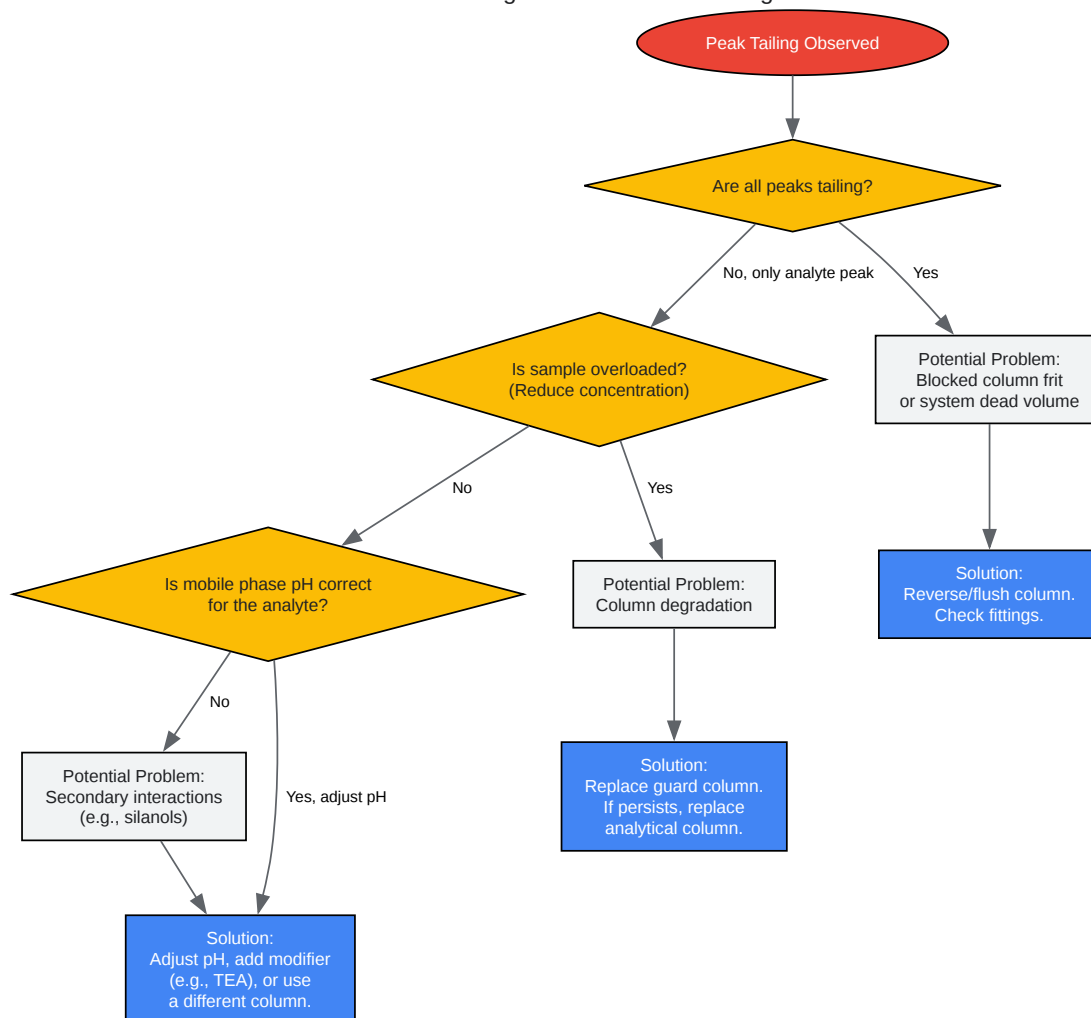 Peak Tailing Observed
Are all peaks tailing?
No, only analyte peak
Yes
Is sample overloaded?
(Reduce concentration)
Potential Problem:
Blocked column frit
or system dead volume
No
Yes
Is mobile phase pH correct
for the analyte?
Potential Problem:
Column degradation
Solution:
Reverse/flush column.
Check fittings.
No
Yes, adjust pH
Potential Problem:
Secondary interactions
(e.g., silanols)
Solution:
Replace guard column.
If persists, replace
analytical column.
Solution:
Adjust pH, add modifier
(e.g., TEA), or use
a different column.